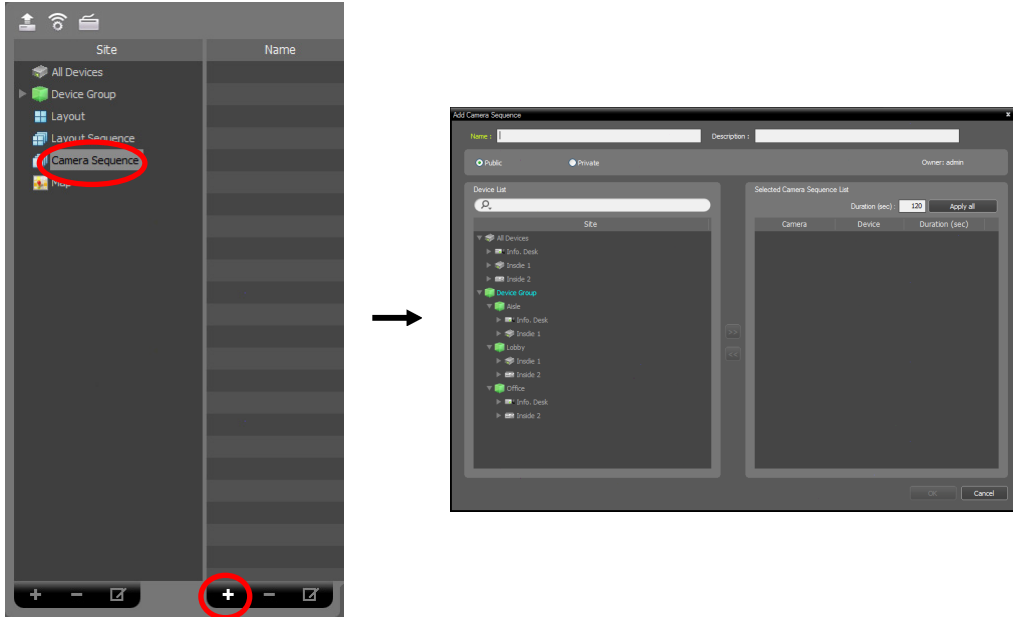 Site
Name
All Devices
Device Group
Layout
Layout Sequence
Camera Sequence
Map
Add Camera Sequence
Name :
Description :
Public
Private
Owner: admin
Device List
Selected Camera Sequence List
Duration (sec) :
120
Apply all
Site
Camera
Device
Duration (sec)
All Devices
Info. Desk
Insdie 1
Inside 2
Device Group
Aisle
Info. Desk
Insdie 1
Lobby
Insdie 1
Inside 2
Office
Info. Desk
Inside 2
>>
<<
OK
Cancel